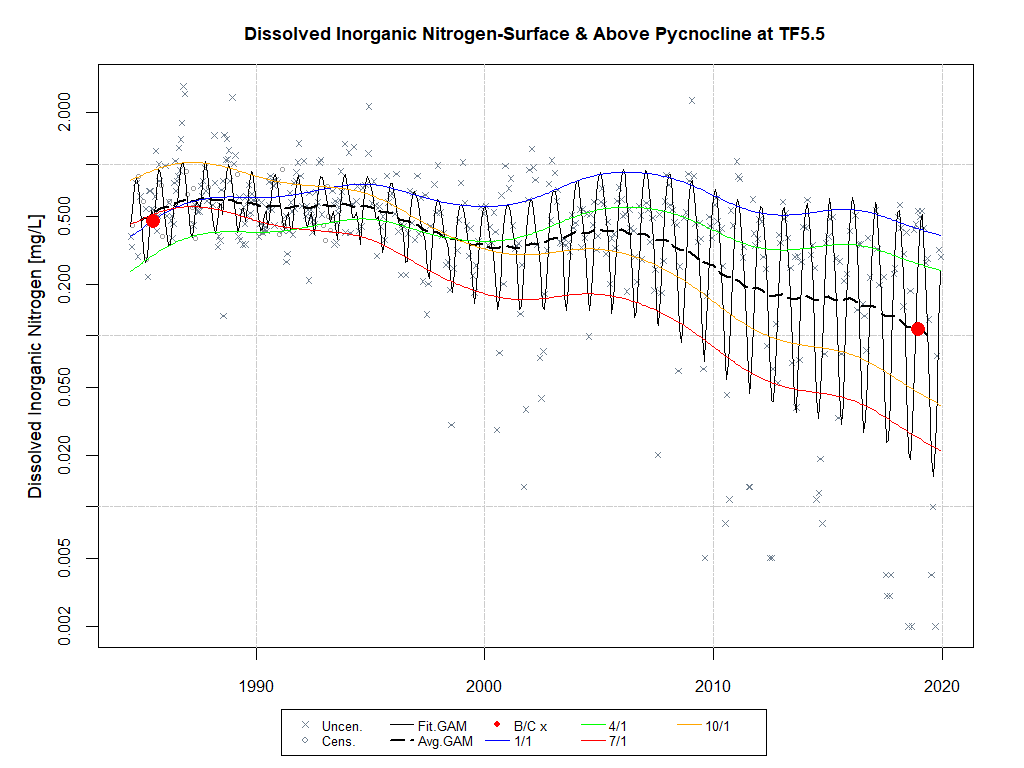 Dissolved Inorganic Nitrogen-Surface & Above Pycnocline at TF5.5
Dissolved Inorganic Nitrogen [mg/L]
2.000
0.500
0.200
0.050
0.020
0.005
0.002
1990 2000 2010 2020
Uncen. Fit.GAM B/C x 4/1 10/1
Cens. Avg.GAM 1/1 7/1